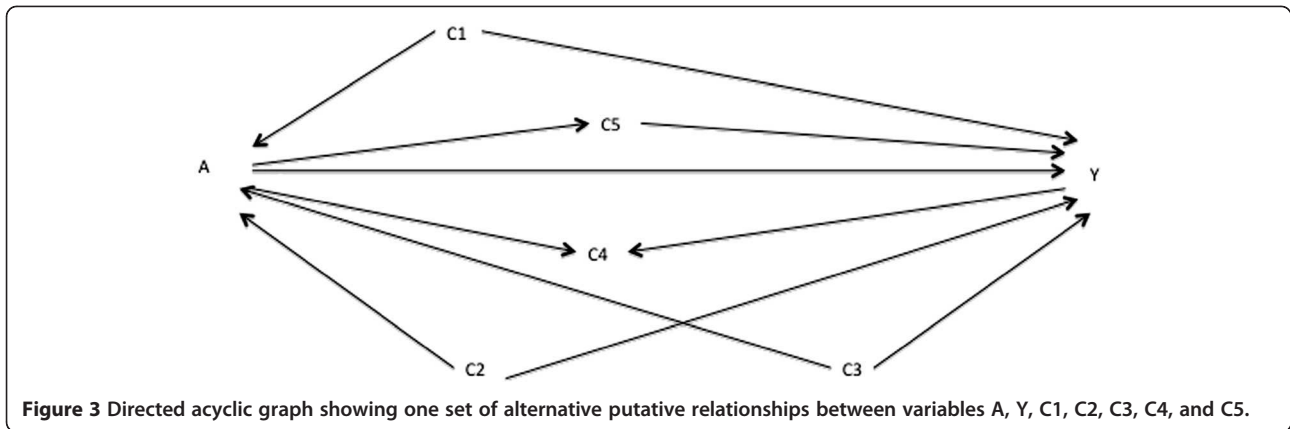 C1
C5
A
Y
C4
C2
C3
Figure 3 Directed acyclic graph showing one set of alternative putative relationships between variables A, Y, C1, C2, C3, C4, and C5.